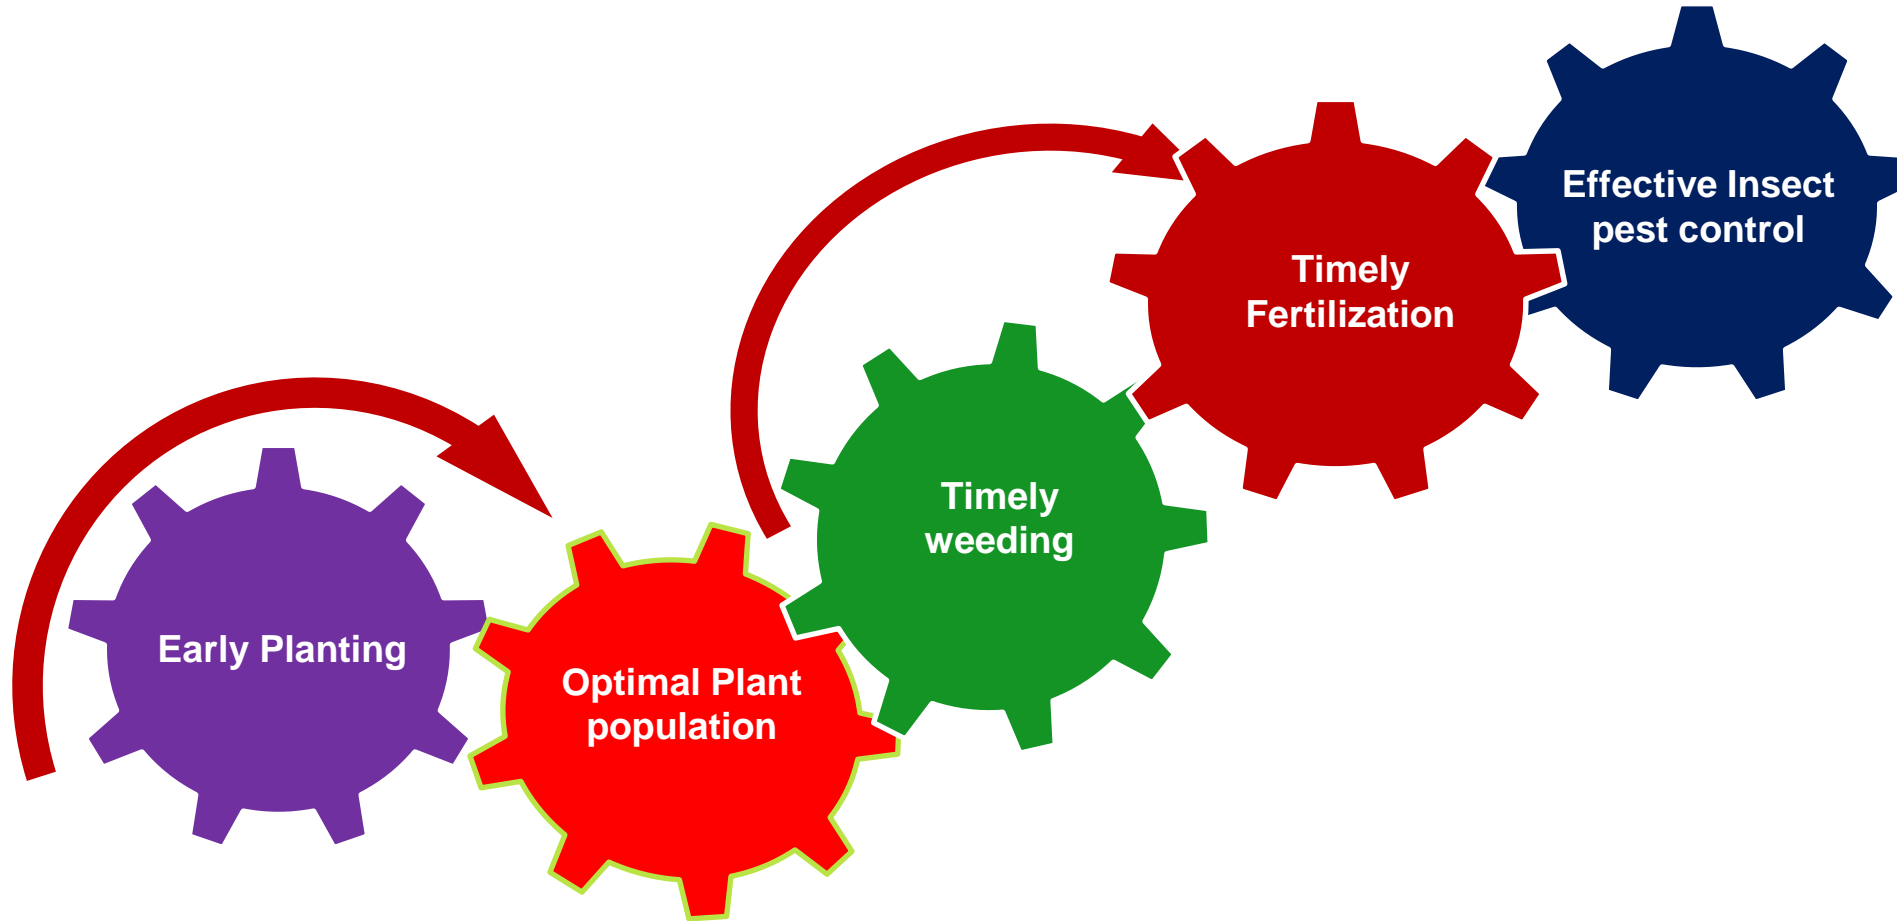 Early Planting
Optimal Plant
population
Timely
weeding
Timely
Fertilization
Effective Insect
pest control